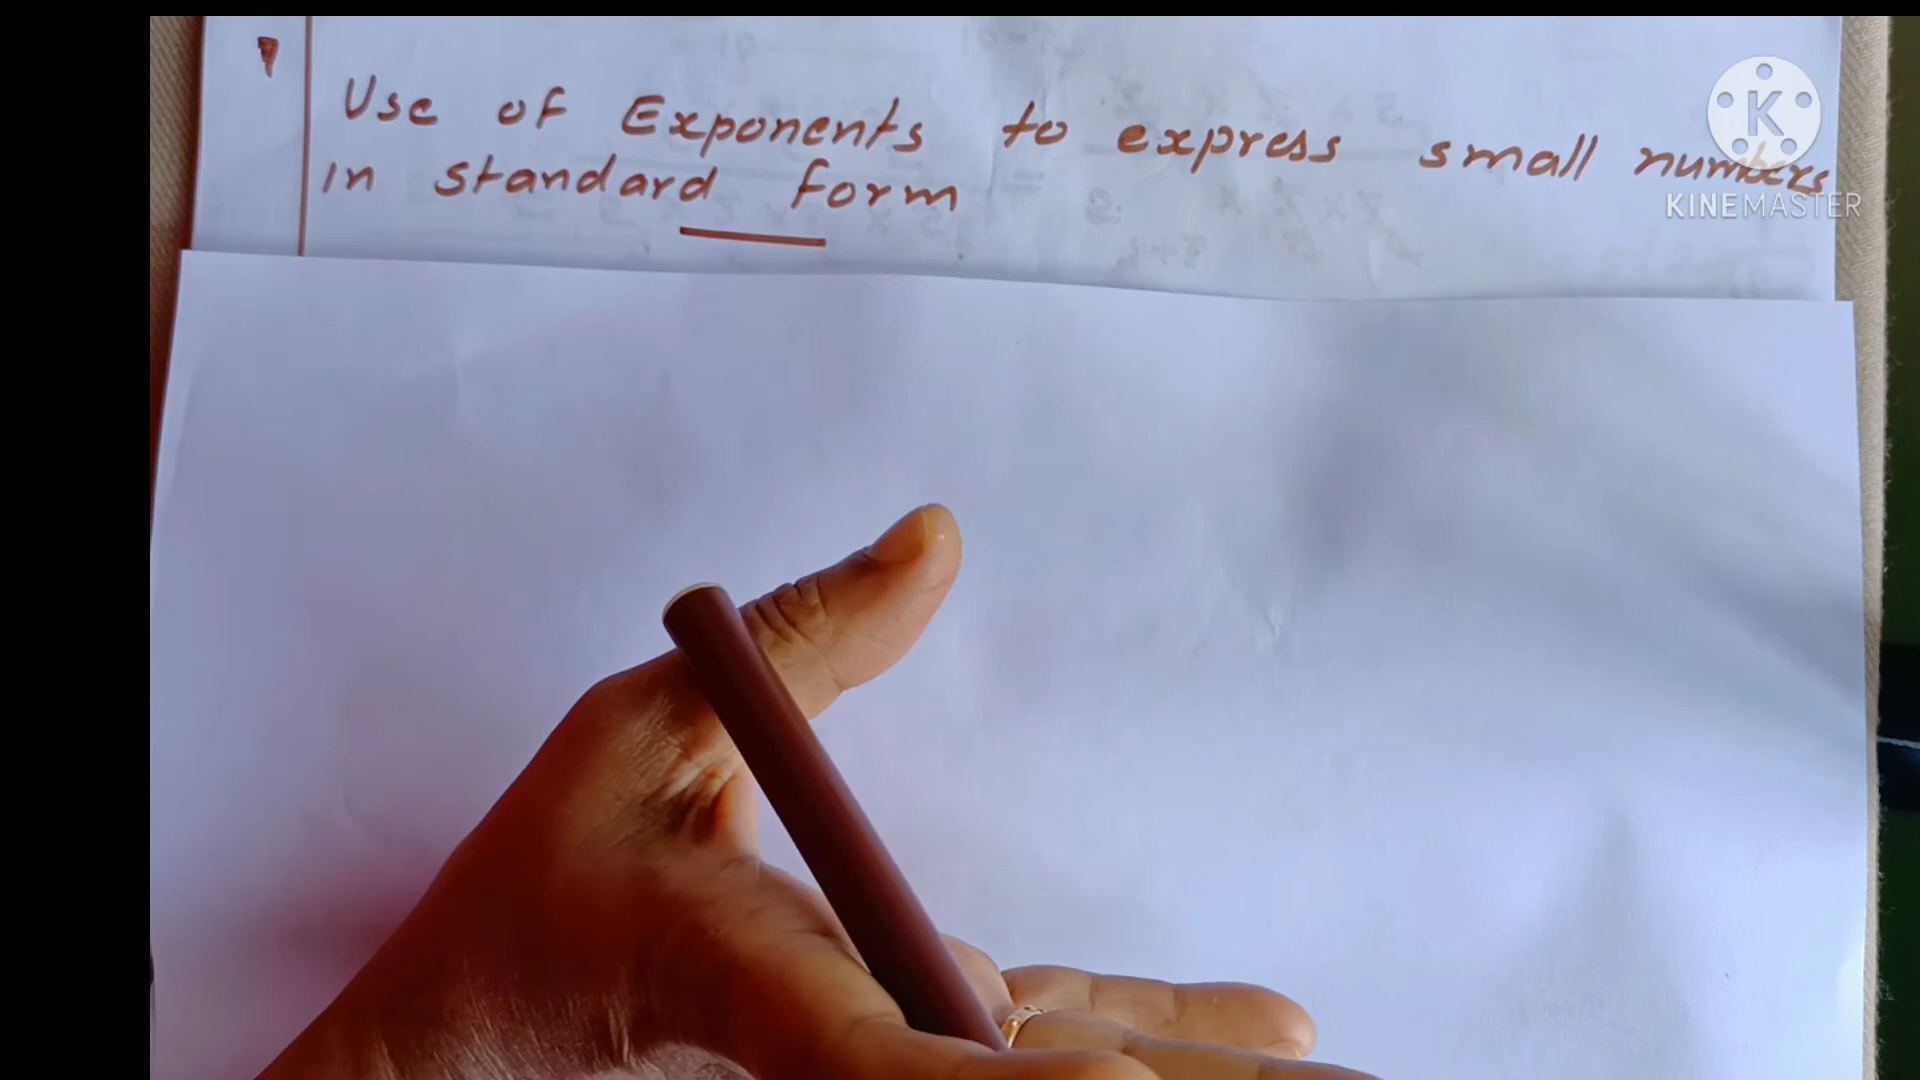 Use of Exponents to express small numbers
in standard form
K
KINEMASTER